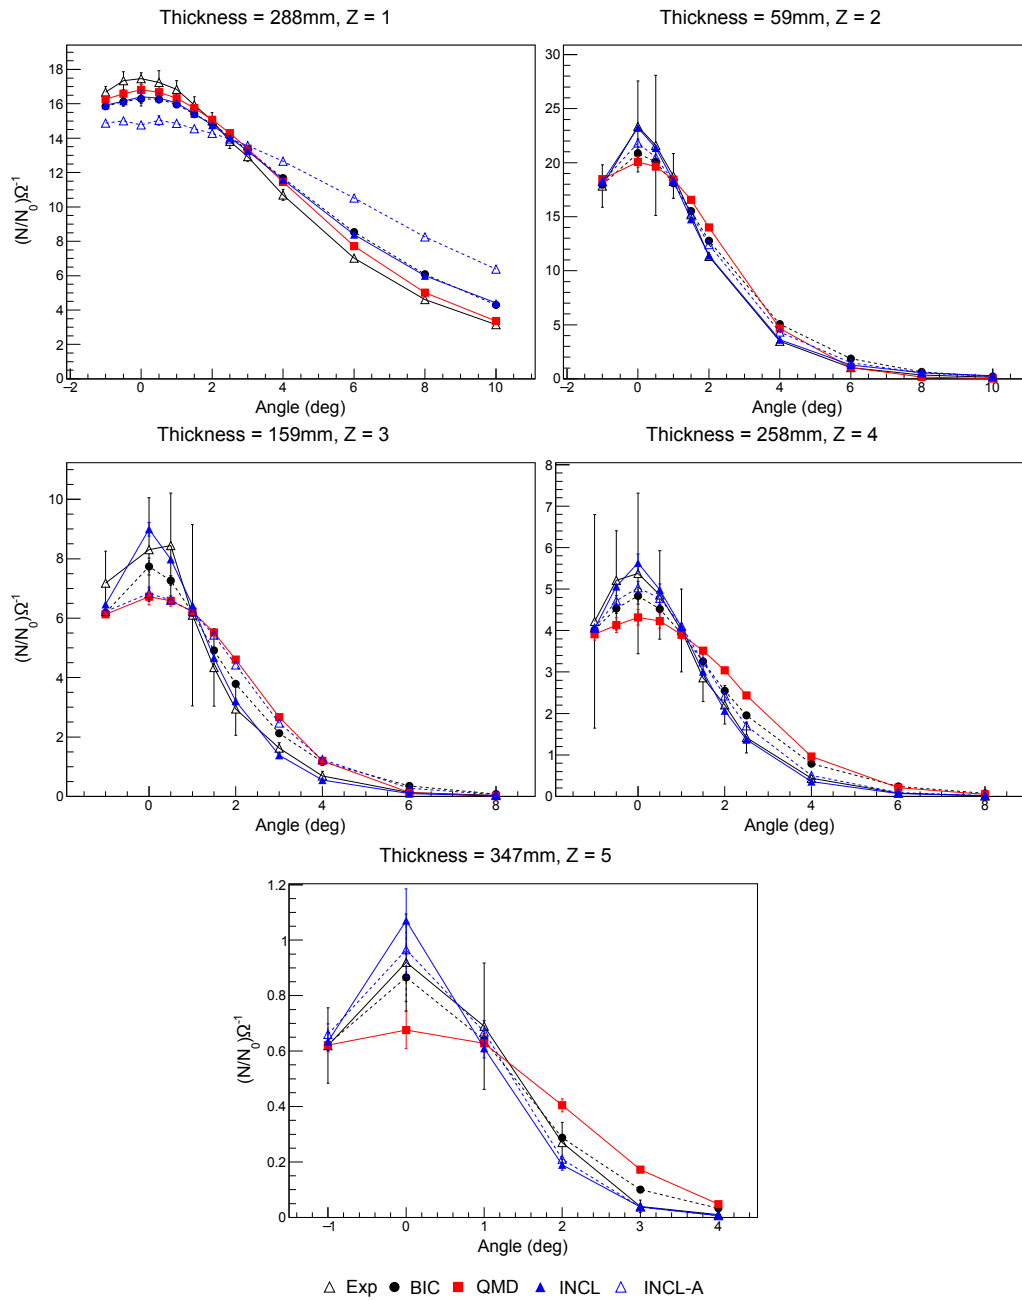 Thickness = 288mm, Z = 1
(N/N0)Ω-1
18
16
14
12
10
8
6
4
2
0
−2 0 2 4 6 8 10
Angle (deg)
Thickness = 59mm, Z = 2
30
25
20
15
10
5
0
−2 0 2 4 6 8 10
Angle (deg)
Thickness = 159mm, Z = 3
(N/N0)Ω-1
10
8
6
4
2
0
0 2 4 6 8
Angle (deg)
Thickness = 258mm, Z = 4
8
7
6
5
4
3
2
1
0
0 2 4 6 8
Angle (deg)
Thickness = 347mm, Z = 5
(N/N0)Ω-1
1.2
1
0.8
0.6
0.4
0.2
0
−1 0 1 2 3 4
Angle (deg)
Exp BIC QMD INCL INCL-A